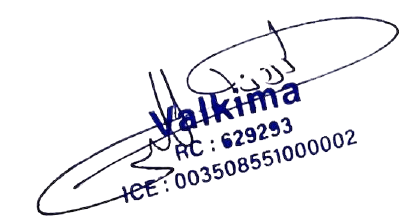 Valkima
RC : 629293
ICE : 003508551000002